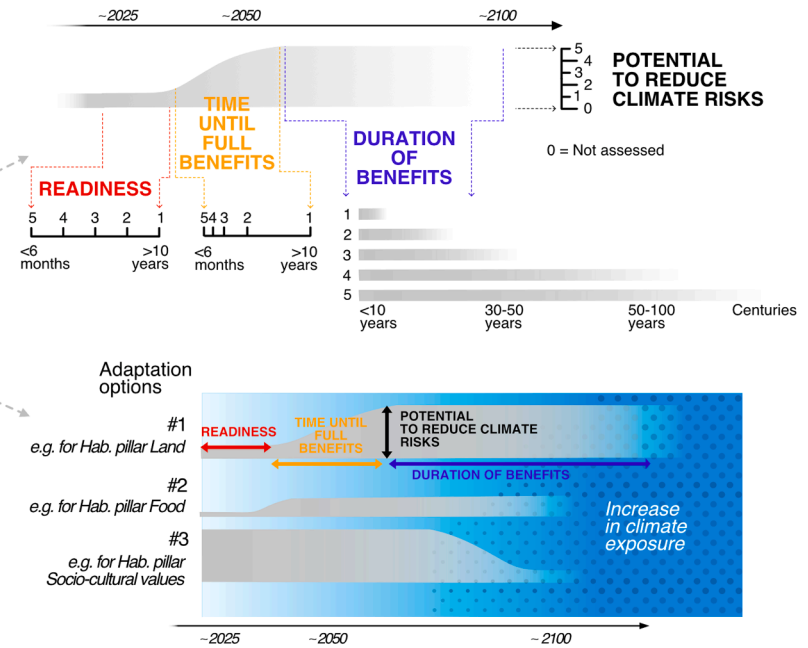 ~2025 ~2050 ~2100
5
4
3
2
1
0
POTENTIAL
TO REDUCE
CLIMATE RISKS
0 = Not assessed
TIME
UNTIL
FULL
BENEFITS
DURATION
OF
BENEFITS
READINESS
5 4 3 2 1
<6
months
>10
years
5 4 3 2 1
<6
months
>10
years
1
2
3
4
5
<10
years
30-50
years
50-100
years
Centuries
Adaptation
options
#1
e.g. for Hab. pillar Land
READINESS
TIME UNTIL
FULL
BENEFITS
POTENTIAL
TO REDUCE CLIMATE
RISKS
DURATION OF BENEFITS
#2
e.g. for Hab. pillar Food
#3
e.g. for Hab. pillar
Socio-cultural values
Increase
in climate
exposure
~2025 ~2050 ~2100